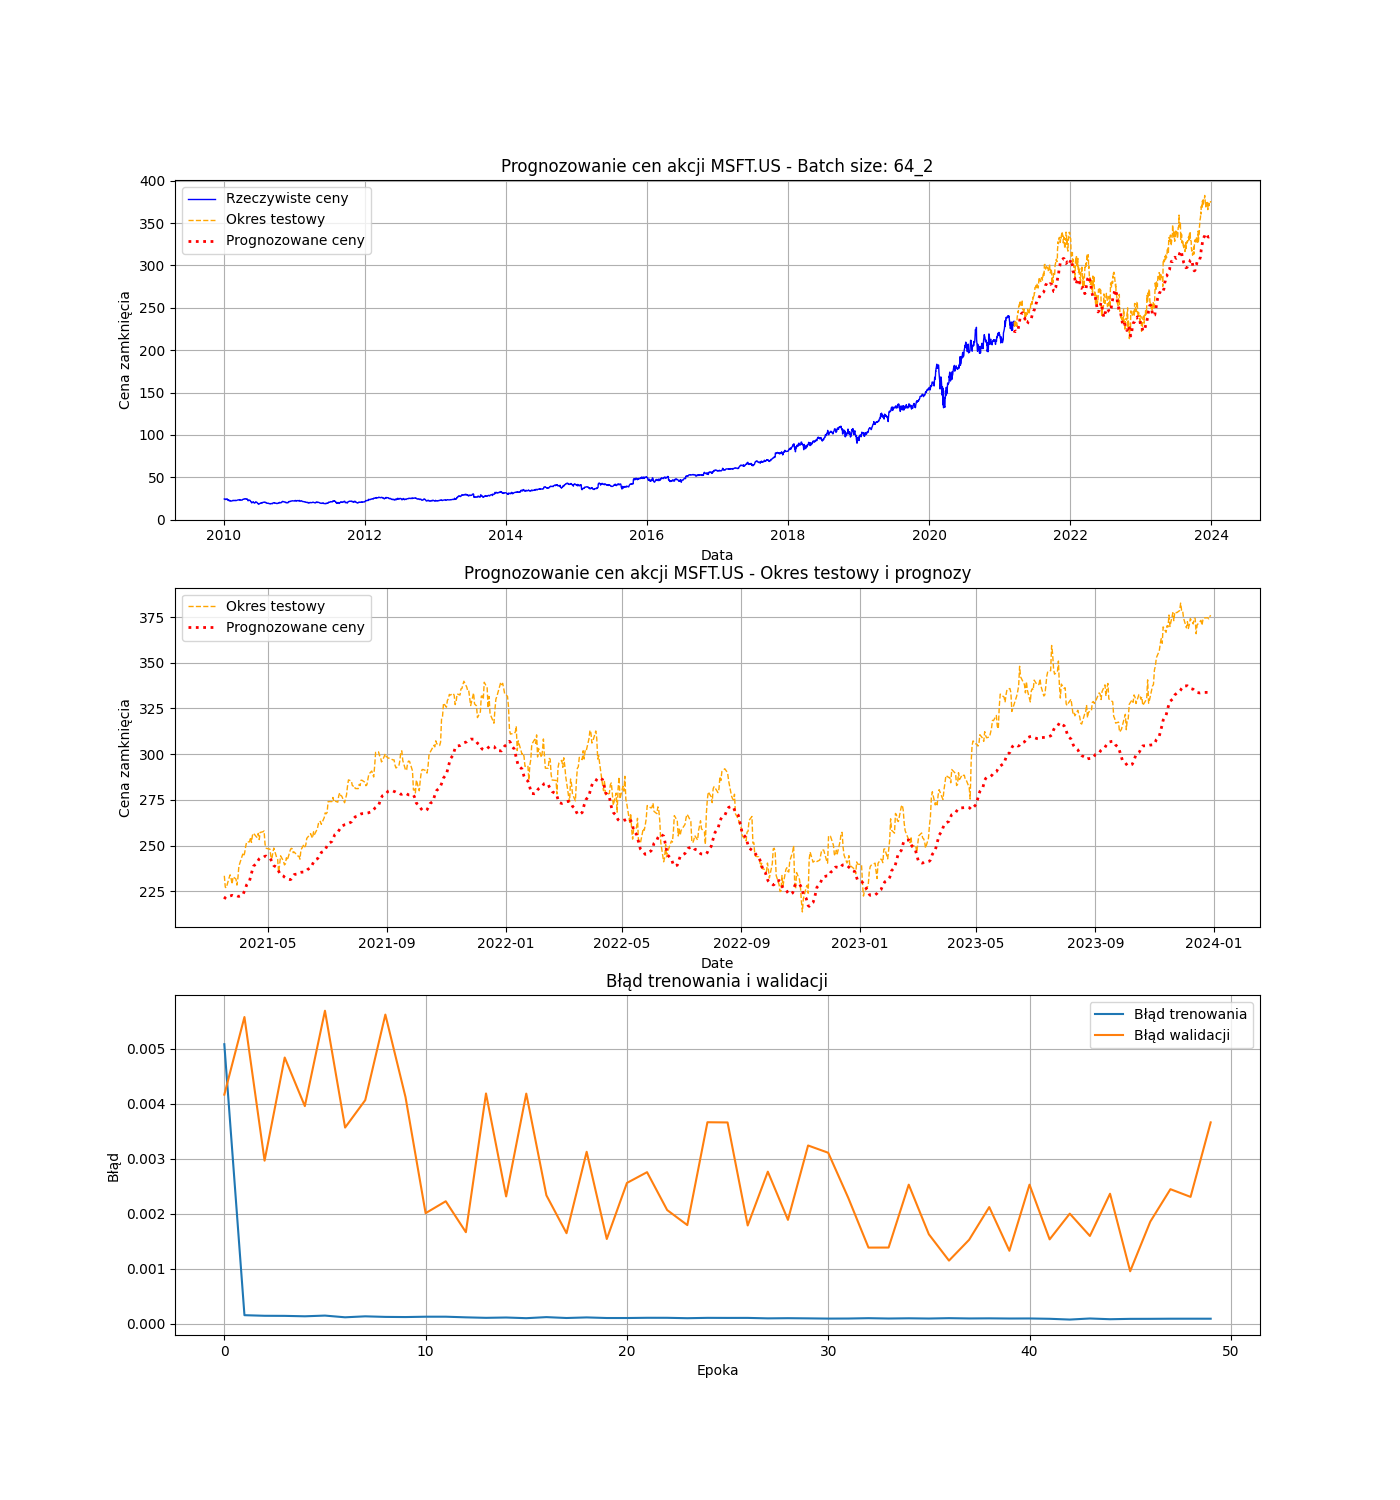 Prognozowanie cen akcji MSFT.US - Batch size: 64_2
400
350
300
250
200
150
100
50
0
Cena zamknięcia
Rzeczywiste ceny
Okres testowy
Prognozowane ceny
2010 2012 2014 2016 2018 2020 2022 2024
Data
Prognozowanie cen akcji MSFT.US - Okres testowy i prognozy
375
350
325
300
275
250
225
Cena zamknięcia
Okres testowy
Prognozowane ceny
2021-05 2021-09 2022-01 2022-05 2022-09 2023-01 2023-05 2023-09 2024-01
Date
Błąd trenowania i walidacji
0.005
0.004
0.003
0.002
0.001
0.000
Błąd
Błąd trenowania
Błąd walidacji
0 10 20 30 40 50
Epoka